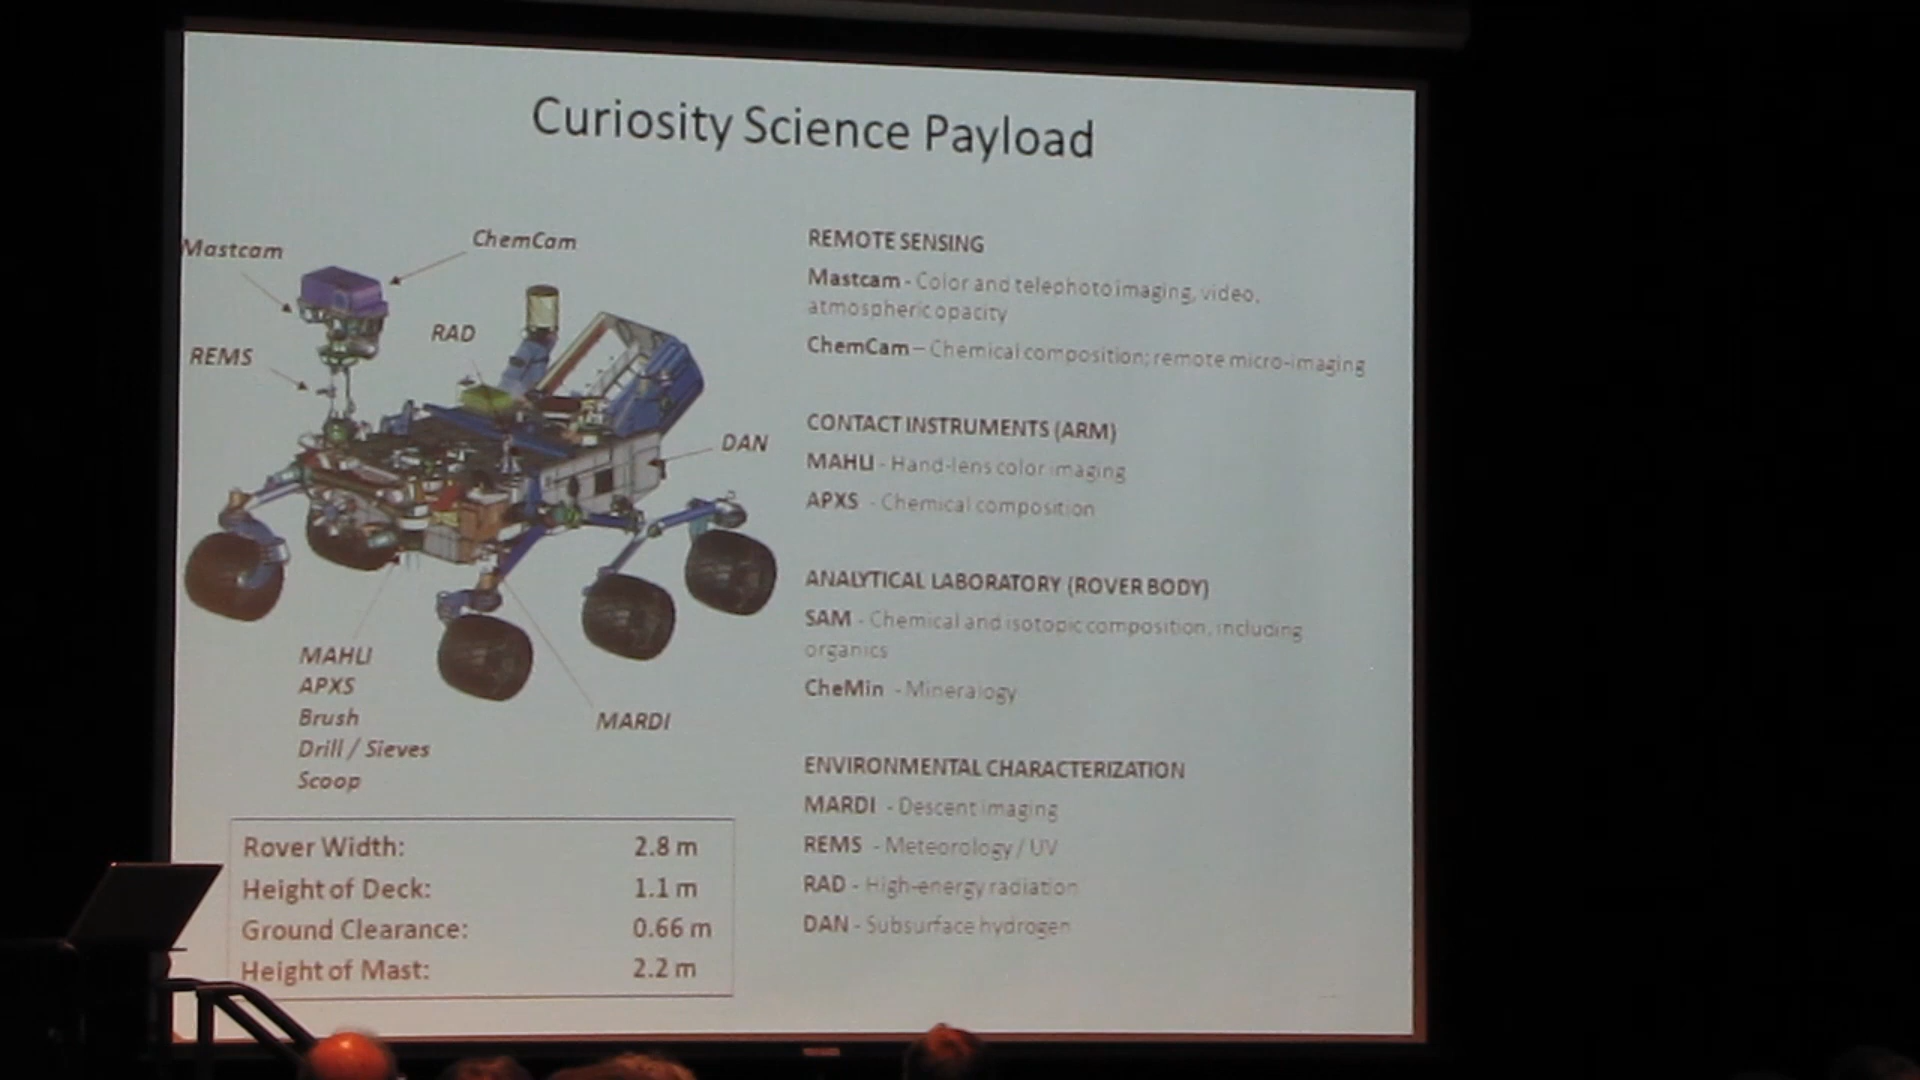 Curiosity Science Payload
Mastcam
ChemCam
RAD
REMS
DAN
MAHLI
APXS
Brush
Drill / Sieves
Scoop
MARDI
Rover Width: 2.8 m
Height of Deck: 1.1 m
Ground Clearance: 0.66 m
Height of Mast: 2.2 m
REMOTE SENSING
Mastcam - Color and telephoto imaging, video,
atmospheric opacity
ChemCam – Chemical composition; remote micro-imaging
CONTACT INSTRUMENTS (ARM)
MAHLI - Hand-lens color imaging
APXS - Chemical composition
ANALYTICAL LABORATORY (ROVER BODY)
SAM - Chemical and isotopic composition, including
organics
CheMin - Mineralogy
ENVIRONMENTAL CHARACTERIZATION
MARDI - Descent imaging
REMS - Meteorology / UV
RAD - High-energy radiation
DAN - Subsurface hydrogen